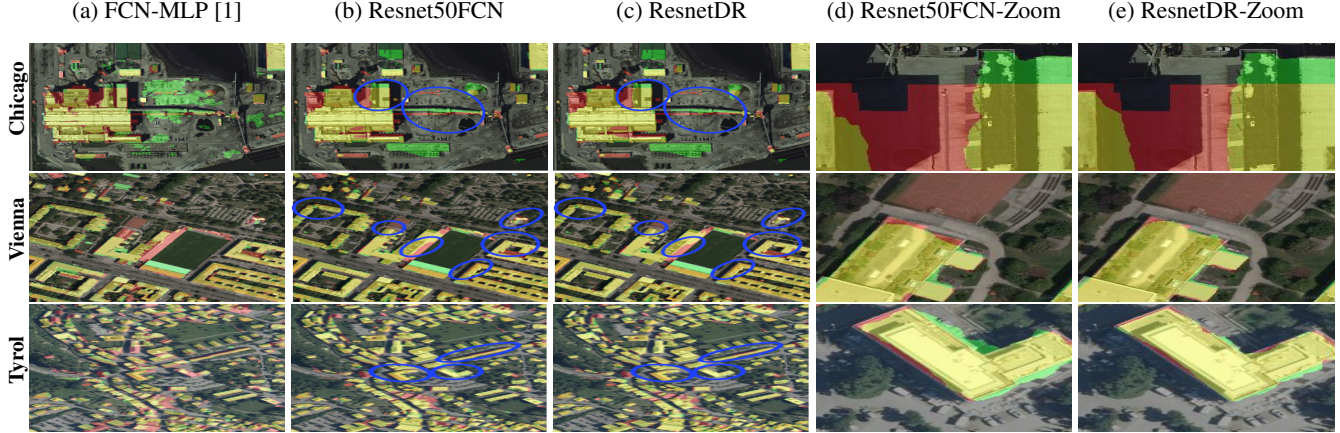 (a) FCN-MLP [1] (b) Resnet50FCN (c) ResnetDR (d) Resnet50FCN-Zoom (e) ResnetDR-Zoom
Chicago
Vienna
Tyrol